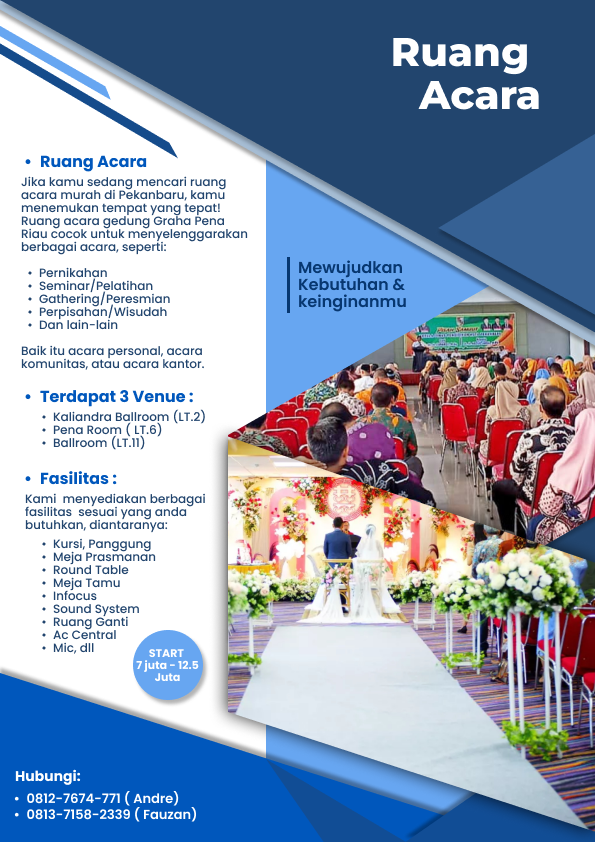 Ruang
Acara
• Ruang Acara
Jika kamu sedang mencari ruang
acara murah di Pekanbaru, kamu
menemukan tempat yang tepat!
Ruang acara gedung Graha Pena
Riau cocok untuk menyelenggarakan
berbagai acara, seperti:
• Pernikahan
• Seminar/Pelatihan
• Gathering/Peresmian
• Perpisahan/Wisudah
• Dan lain-lain
Baik itu acara personal, acara
komunitas, atau acara kantor.
Mewujudkan
Kebutuhan &
keinginanmu
• Terdapat 3 Venue :
• Kaliandra Ballroom (LT.2)
• Pena Room ( LT.6)
• Ballroom (LT.11)
• Fasilitas :
Kami menyediakan berbagai
fasilitas sesuai yang anda
butuhkan, diantaranya:
• Kursi, Panggung
• Meja Prasmanan
• Round Table
• Meja Tamu
• Infocus
• Sound System
• Ruang Ganti
• Ac Central
• Mic, dll
START
7 juta - 12.5
Juta
Hubungi:
• 0812-7674-771 ( Andre)
• 0813-7158-2339 ( Fauzan)